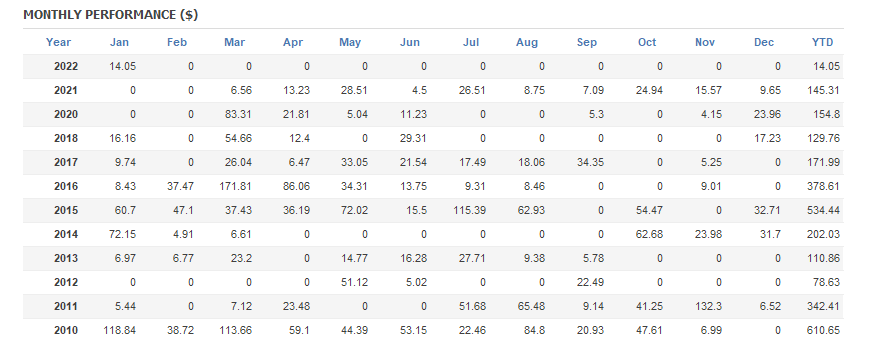 MONTHLY PERFORMANCE ($)
Year Jan Feb Mar Apr May Jun Jul Aug Sep Oct Nov Dec YTD
2022 14.05 0 0 0 0 0 0 0 0 0 0 0 14.05
2021 0 0 6.56 13.23 28.51 4.5 26.51 8.75 7.09 24.94 15.57 9.65 145.31
2020 0 0 83.31 21.81 5.04 11.23 0 0 5.3 0 4.15 23.96 154.8
2018 16.16 0 54.66 12.4 0 29.31 0 0 0 0 0 17.23 129.76
2017 9.74 0 26.04 6.47 33.05 21.54 17.49 18.06 34.35 0 5.25 0 171.99
2016 8.43 37.47 171.81 86.06 34.31 13.75 9.31 8.46 0 0 9.01 0 378.61
2015 60.7 47.1 37.43 36.19 72.02 15.5 115.39 62.93 0 54.47 0 32.71 534.44
2014 72.15 4.91 6.61 0 0 0 0 0 0 62.68 23.98 31.7 202.03
2013 6.97 6.77 23.2 0 14.77 16.28 27.71 9.38 5.78 0 0 0 110.86
2012 0 0 0 0 51.12 5.02 0 0 22.49 0 0 0 78.63
2011 5.44 0 7.12 23.48 0 0 51.68 65.48 9.14 41.25 132.3 6.52 342.41
2010 118.84 38.72 113.66 59.1 44.39 53.15 22.46 84.8 20.93 47.61 6.99 0 610.65